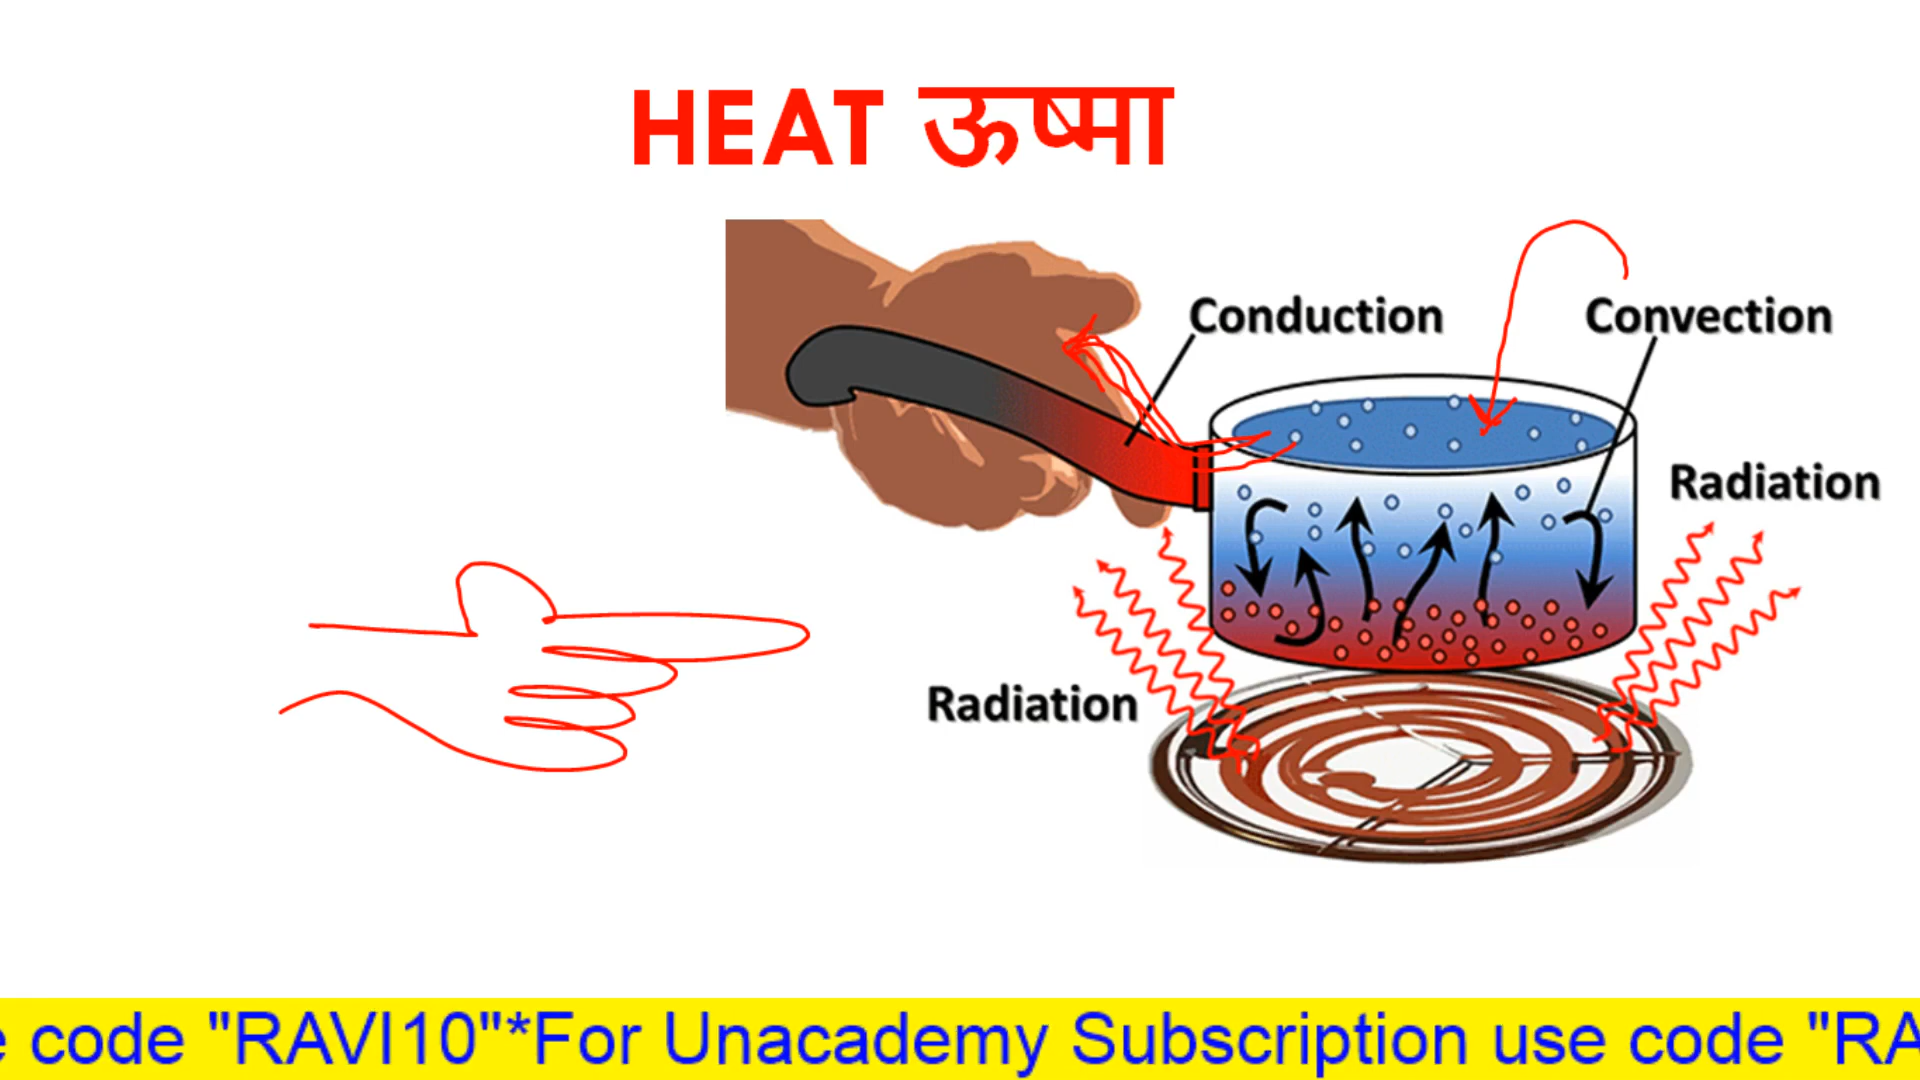 HEAT ऊष्मा
Conduction
Convection
Radiation
Radiation
code "RAVI10"*For Unacademy Subscription use code "RA